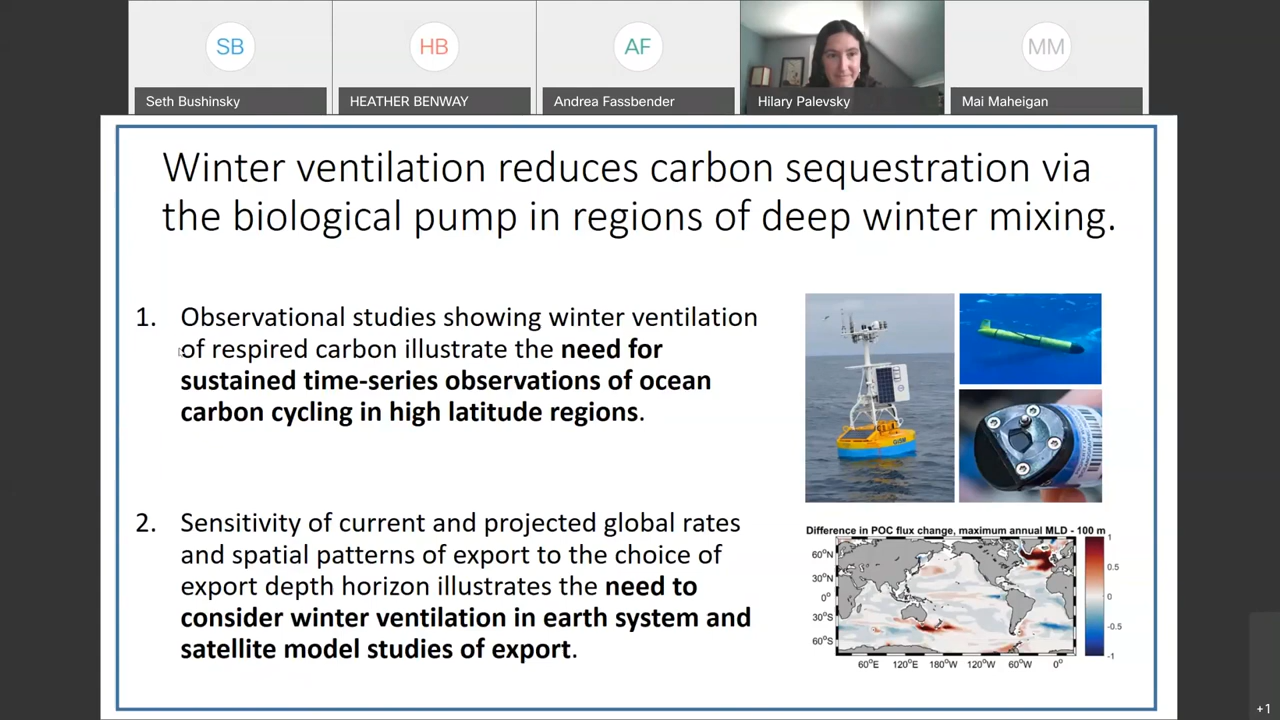 SB
HB
AF
MM
Seth Bushinsky
HEATHER BENWAY
Andrea Fassbender
Hilary Palevsky
Mai Maheigan
Winter ventilation reduces carbon sequestration via
the biological pump in regions of deep winter mixing.
1. Observational studies showing winter ventilation
of respired carbon illustrate the need for
sustained time-series observations of ocean
carbon cycling in high latitude regions.
2. Sensitivity of current and projected global rates
and spatial patterns of export to the choice of
export depth horizon illustrates the need to
consider winter ventilation in earth system and
satellite model studies of export.
Difference in POC flux change, maximum annual MLD - 100 m
60°N
30°N
0°
30°S
60°S
60°E 120°E 180°W 120°W 60°W 0°
1
0.5
0
-0.5
-1
+1